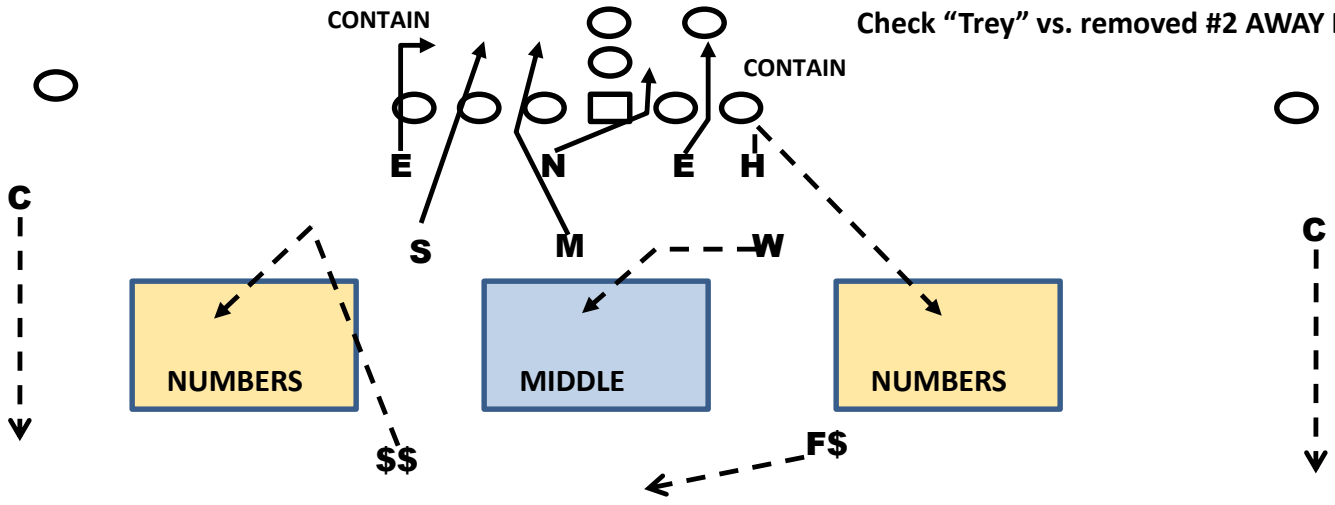 CONTAIN
Check “Trey” vs. removed #2 AWAY
CONTAIN
E
N
E
H
C
C
S
M
W
NUMBERS
MIDDLE
NUMBERS
$$
F$